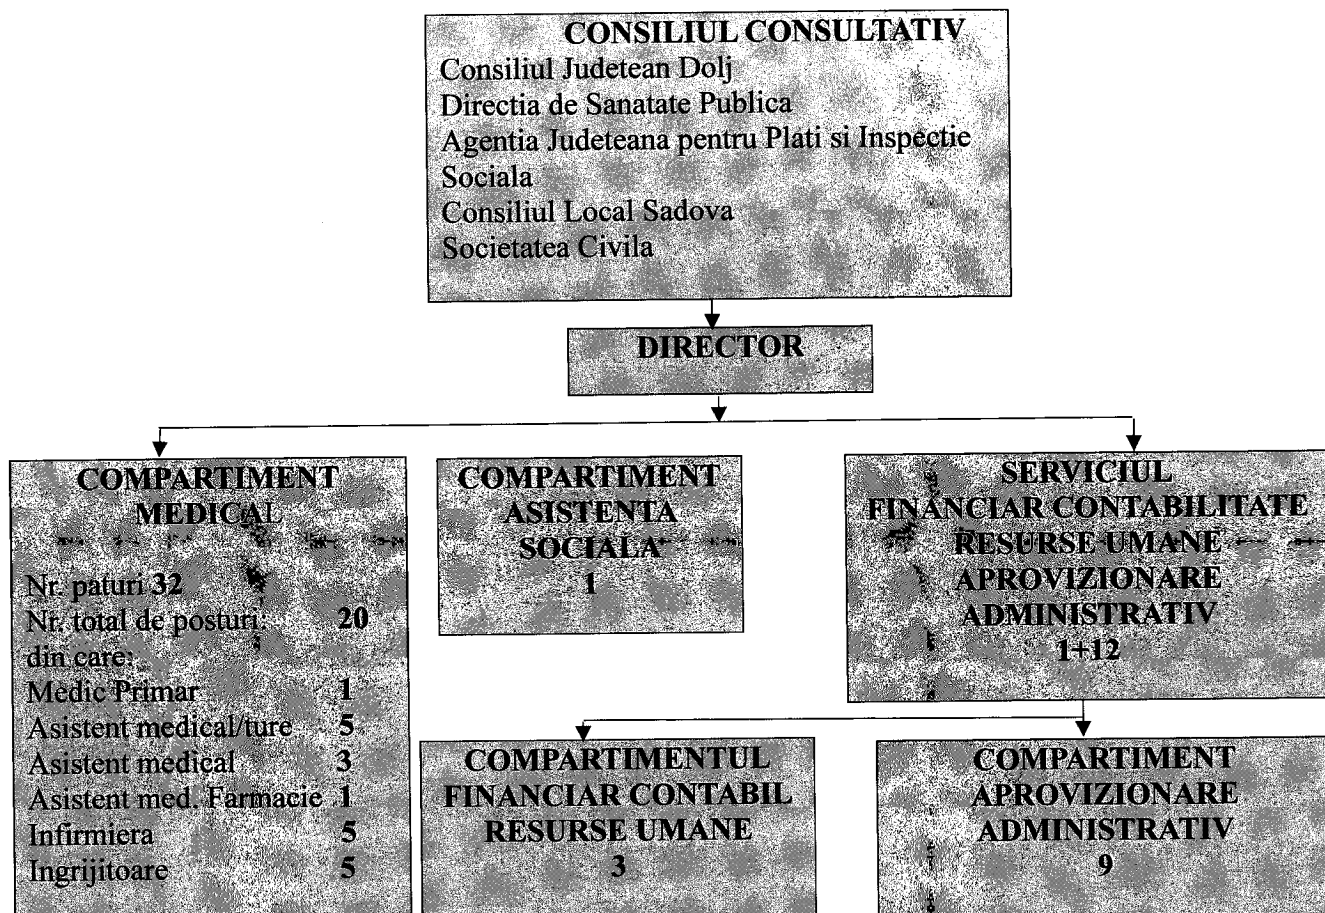 CONSILIUL CONSULTATIV
Consiliul Judetean Dolj
Directia de Sanatate Publica
Agentia Judeteana pentru Plati si Inspectie
Sociala
Consiliul Local Sadova
Societatea Civila
DIRECTOR
COMPARTIMENT
MEDICAL
Nr. paturi 32
Nr. total de posturi: 20
din care:
Medic Primar 1
Asistent medical/ture 5
Asistent medical 3
Asistent med. Farmacie 1
Infirmiera 5
Ingrijitoare 5
COMPARTIMENT
ASISTENTA
SOCIALA
1
SERVICIUL
FINANCIAR CONTABILITATE
RESURSE UMANE
APROVIZIONARE
ADMINISTRATIV
1+12
COMPARTIMENTUL
FINANCIAR CONTABIL
RESURSE UMANE
3
COMPARTIMENT
APROVIZIONARE
ADMINISTRATIV
9